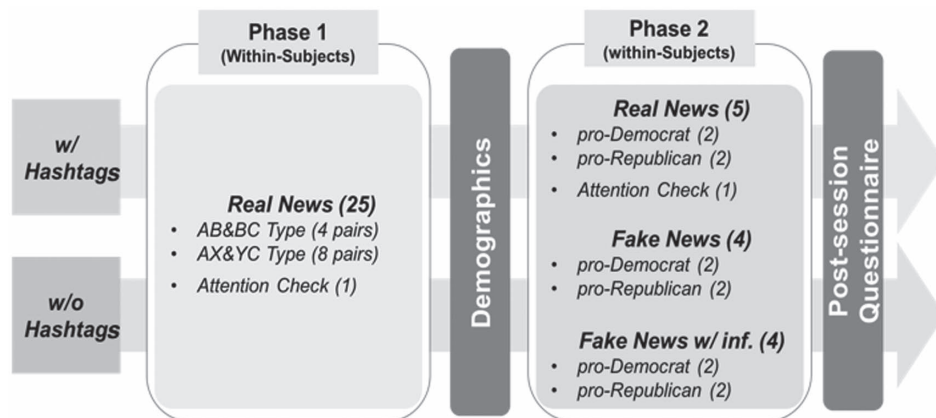 Phase 1
(Within-Subjects)
Phase 2
(within-Subjects)
w/
Hashtags
w/o
Hashtags
Real News (25)
• AB&BC Type (4 pairs)
• AX&YC Type (8 pairs)
• Attention Check (1)
Demographics
Real News (5)
• pro-Democrat (2)
• pro-Republican (2)
• Attention Check (1)
Fake News (4)
• pro-Democrat (2)
• pro-Republican (2)
Fake News w/ inf. (4)
• pro-Democrat (2)
• pro-Republican (2)
Post-session
Questionnaire